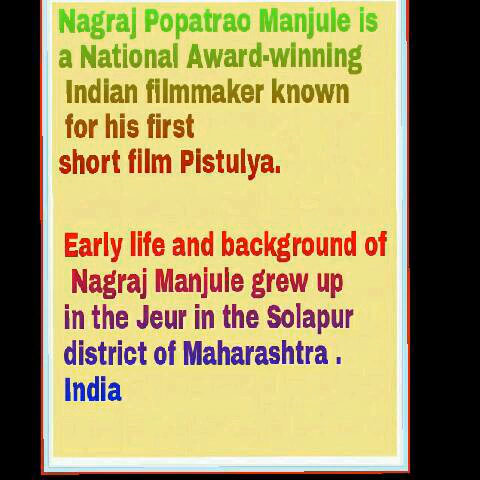 Nagraj Popatrao Manjule is
a National Award-winning
Indian filmmaker known
for his first
short film Pistulya.
Early life and background of
Nagraj Manjule grew up
in the Jeur in the Solapur
district of Maharashtra .
India